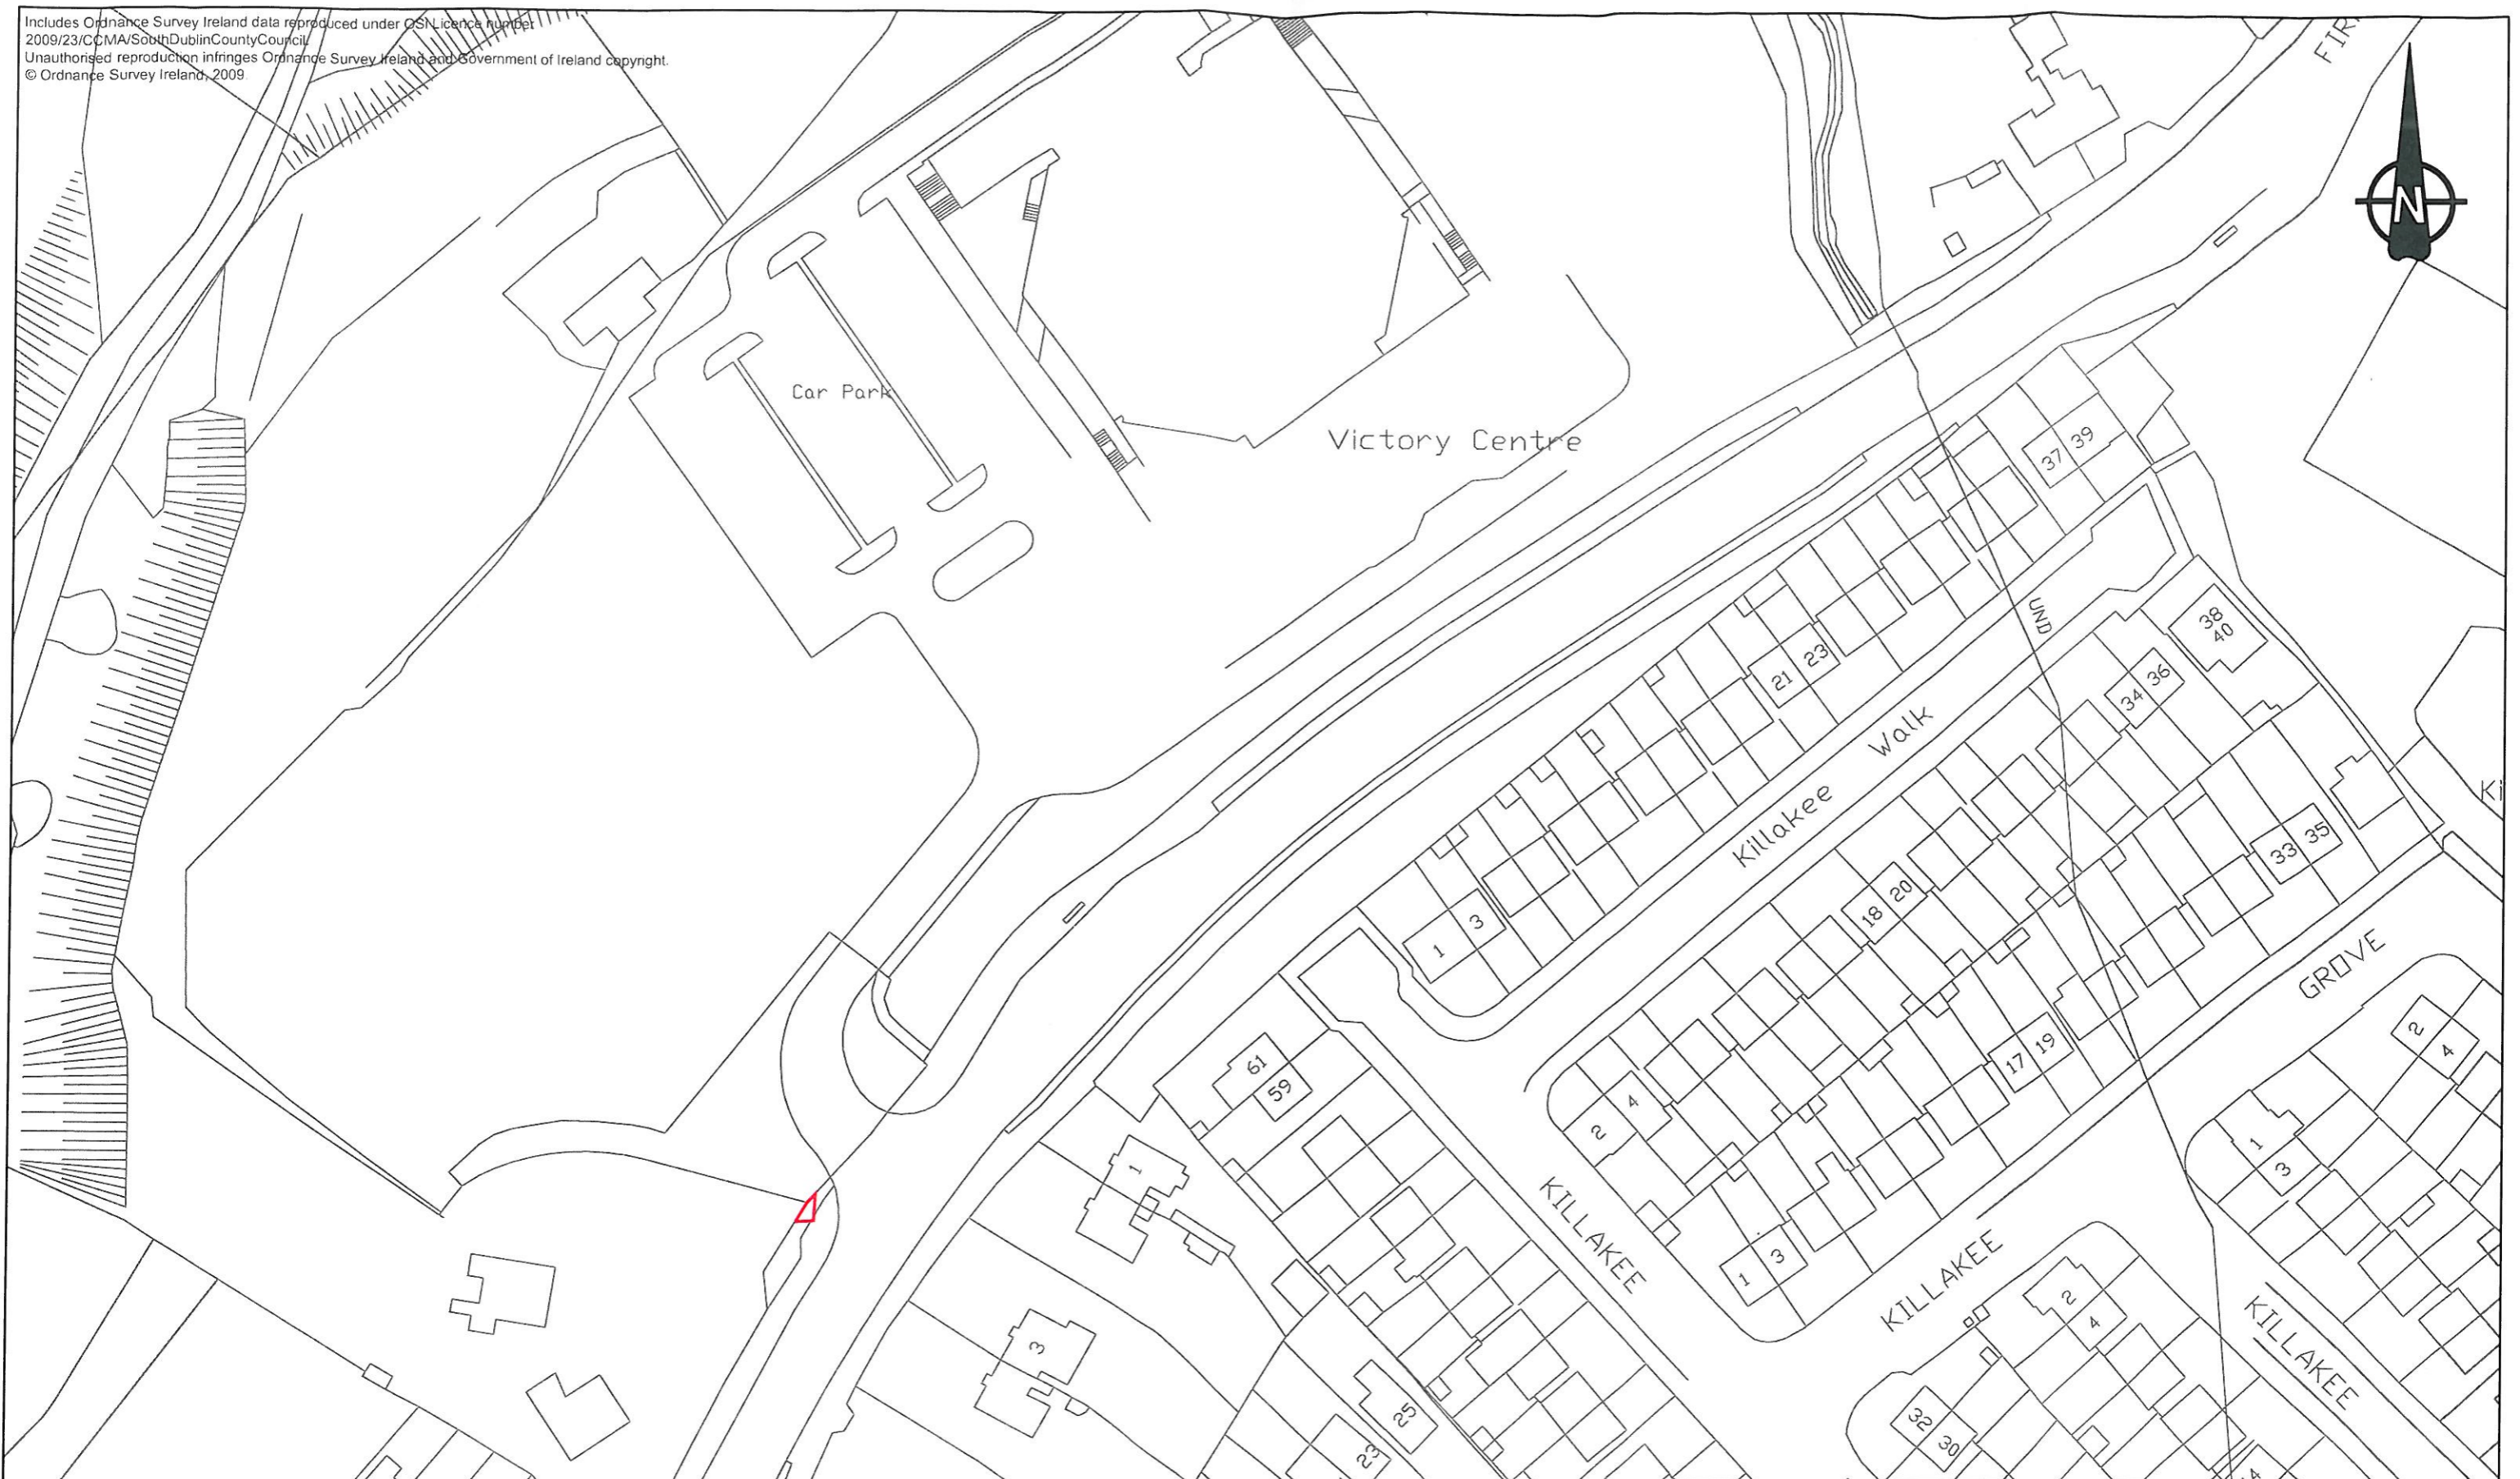 Includes Ordnance Survey Ireland data reproduced under OSi Licence number
2009/23/CCMA/SouthDublinCountyCouncil.
Unauthorised reproduction infringes Ordnance Survey Ireland and Government of Ireland copyright.
© Ordnance Survey Ireland, 2009
FIR
N
Car Park
Victory Centre
37 39
UND
38
40
21 23
34 36
Killakee Walk
Ki
33 35
18 20
1 3
GROVE
17 19
2
4
61
59
2 4
1
3
1
KILLAKEE
1 3
KILLAKEE
2
4
KILLAKEE
3
25
23
32
30